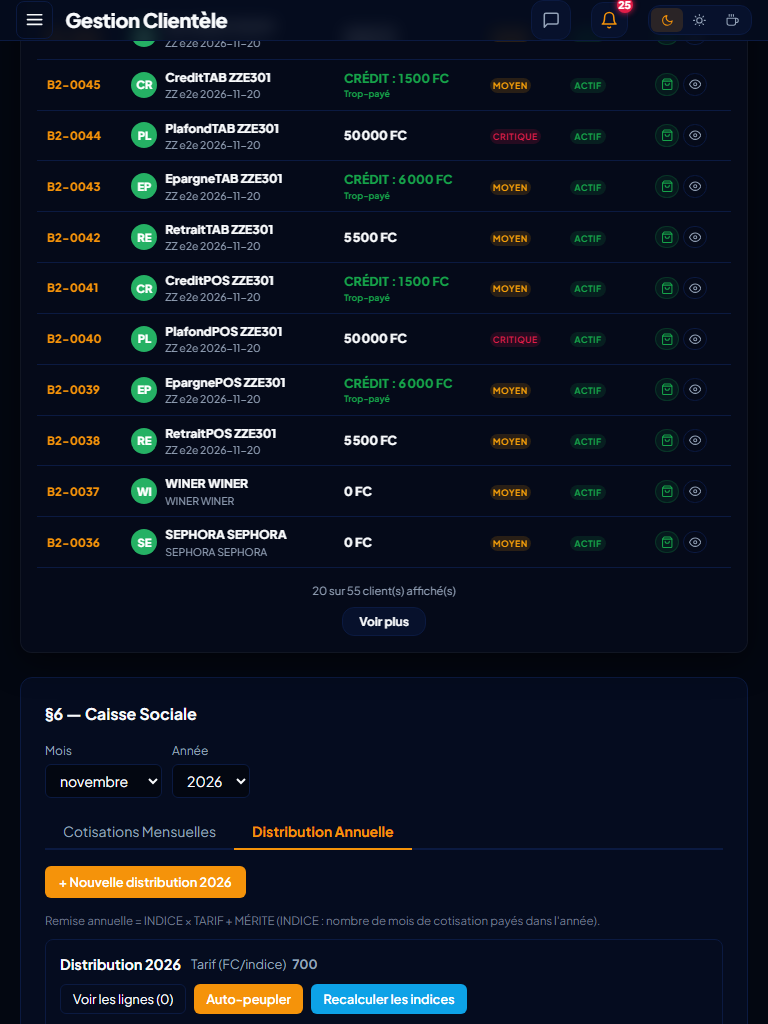 Gestion Clientèle
25
ZZ e2e 2026-11-20
B2-0045 CR CreditTAB ZZE301 CRÉDIT : 1 500 FC MOYEN ACTIF
ZZ e2e 2026-11-20 Trop-payé
B2-0044 PL PlafondTAB ZZE301 50 000 FC CRITIQUE ACTIF
ZZ e2e 2026-11-20
B2-0043 EP EpargneTAB ZZE301 CRÉDIT : 6 000 FC MOYEN ACTIF
ZZ e2e 2026-11-20 Trop-payé
B2-0042 RE RetraitTAB ZZE301 5 500 FC MOYEN ACTIF
ZZ e2e 2026-11-20
B2-0041 CR CreditPOS ZZE301 CRÉDIT : 1 500 FC MOYEN ACTIF
ZZ e2e 2026-11-20 Trop-payé
B2-0040 PL PlafondPOS ZZE301 50 000 FC CRITIQUE ACTIF
ZZ e2e 2026-11-20
B2-0039 EP EpargnePOS ZZE301 CRÉDIT : 6 000 FC MOYEN ACTIF
ZZ e2e 2026-11-20 Trop-payé
B2-0038 RE RetraitPOS ZZE301 5 500 FC MOYEN ACTIF
ZZ e2e 2026-11-20
B2-0037 WI WINER WINER 0 FC MOYEN ACTIF
WINER WINER
B2-0036 SE SEPHORA SEPHORA 0 FC MOYEN ACTIF
SEPHORA SEPHORA
20 sur 55 client(s) affiché(s)
Voir plus
§6 — Caisse Sociale
Mois Année
novembre 2026
Cotisations Mensuelles Distribution Annuelle
+ Nouvelle distribution 2026
Remise annuelle = INDICE × TARIF + MÉRITE (INDICE : nombre de mois de cotisation payés dans l'année).
Distribution 2026 Tarif (FC/indice) 700
Voir les lignes (0) Auto-peupler Recalculer les indices